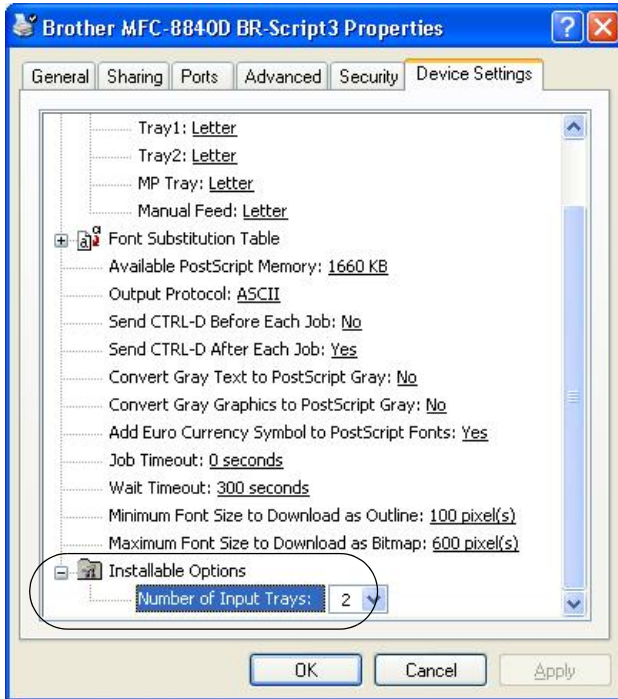 Brother MFC-8840D BR-Script3 Properties
General Sharing Ports Advanced Security Device Settings
Tray1: Letter
Tray2: Letter
MP Tray: Letter
Manual Feed: Letter
Font Substitution Table
Available PostScript Memory: 1660 KB
Output Protocol: ASCII
Send CTRL-D Before Each Job: No
Send CTRL-D After Each Job: Yes
Convert Gray Text to PostScript Gray: No
Convert Gray Graphics to PostScript Gray: No
Add Euro Currency Symbol to PostScript Fonts: Yes
Job Timeout: 0 seconds
Wait Timeout: 300 seconds
Minimum Font Size to Download as Outline: 100 pixel(s)
Maximum Font Size to Download as Bitmap: 600 pixel(s)
Installable Options
Number of Input Trays: 2
OK Cancel Apply